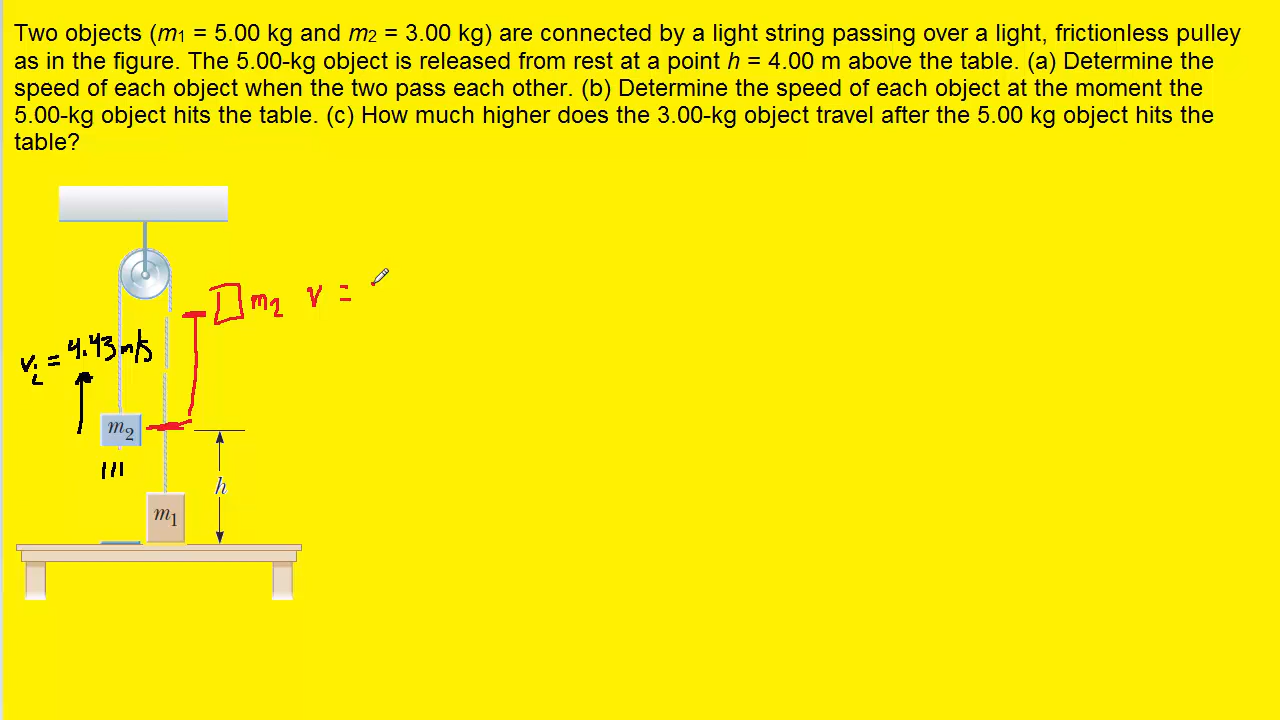 Two objects (m1 = 5.00 kg and m2 = 3.00 kg) are connected by a light string passing over a light, frictionless pulley
as in the figure. The 5.00-kg object is released from rest at a point h = 4.00 m above the table. (a) Determine the
speed of each object when the two pass each other. (b) Determine the speed of each object at the moment the
5.00-kg object hits the table. (c) How much higher does the 3.00-kg object travel after the 5.00 kg object hits the
table?
m2 v =
vi = 4.43 m/s
m2
h
m1